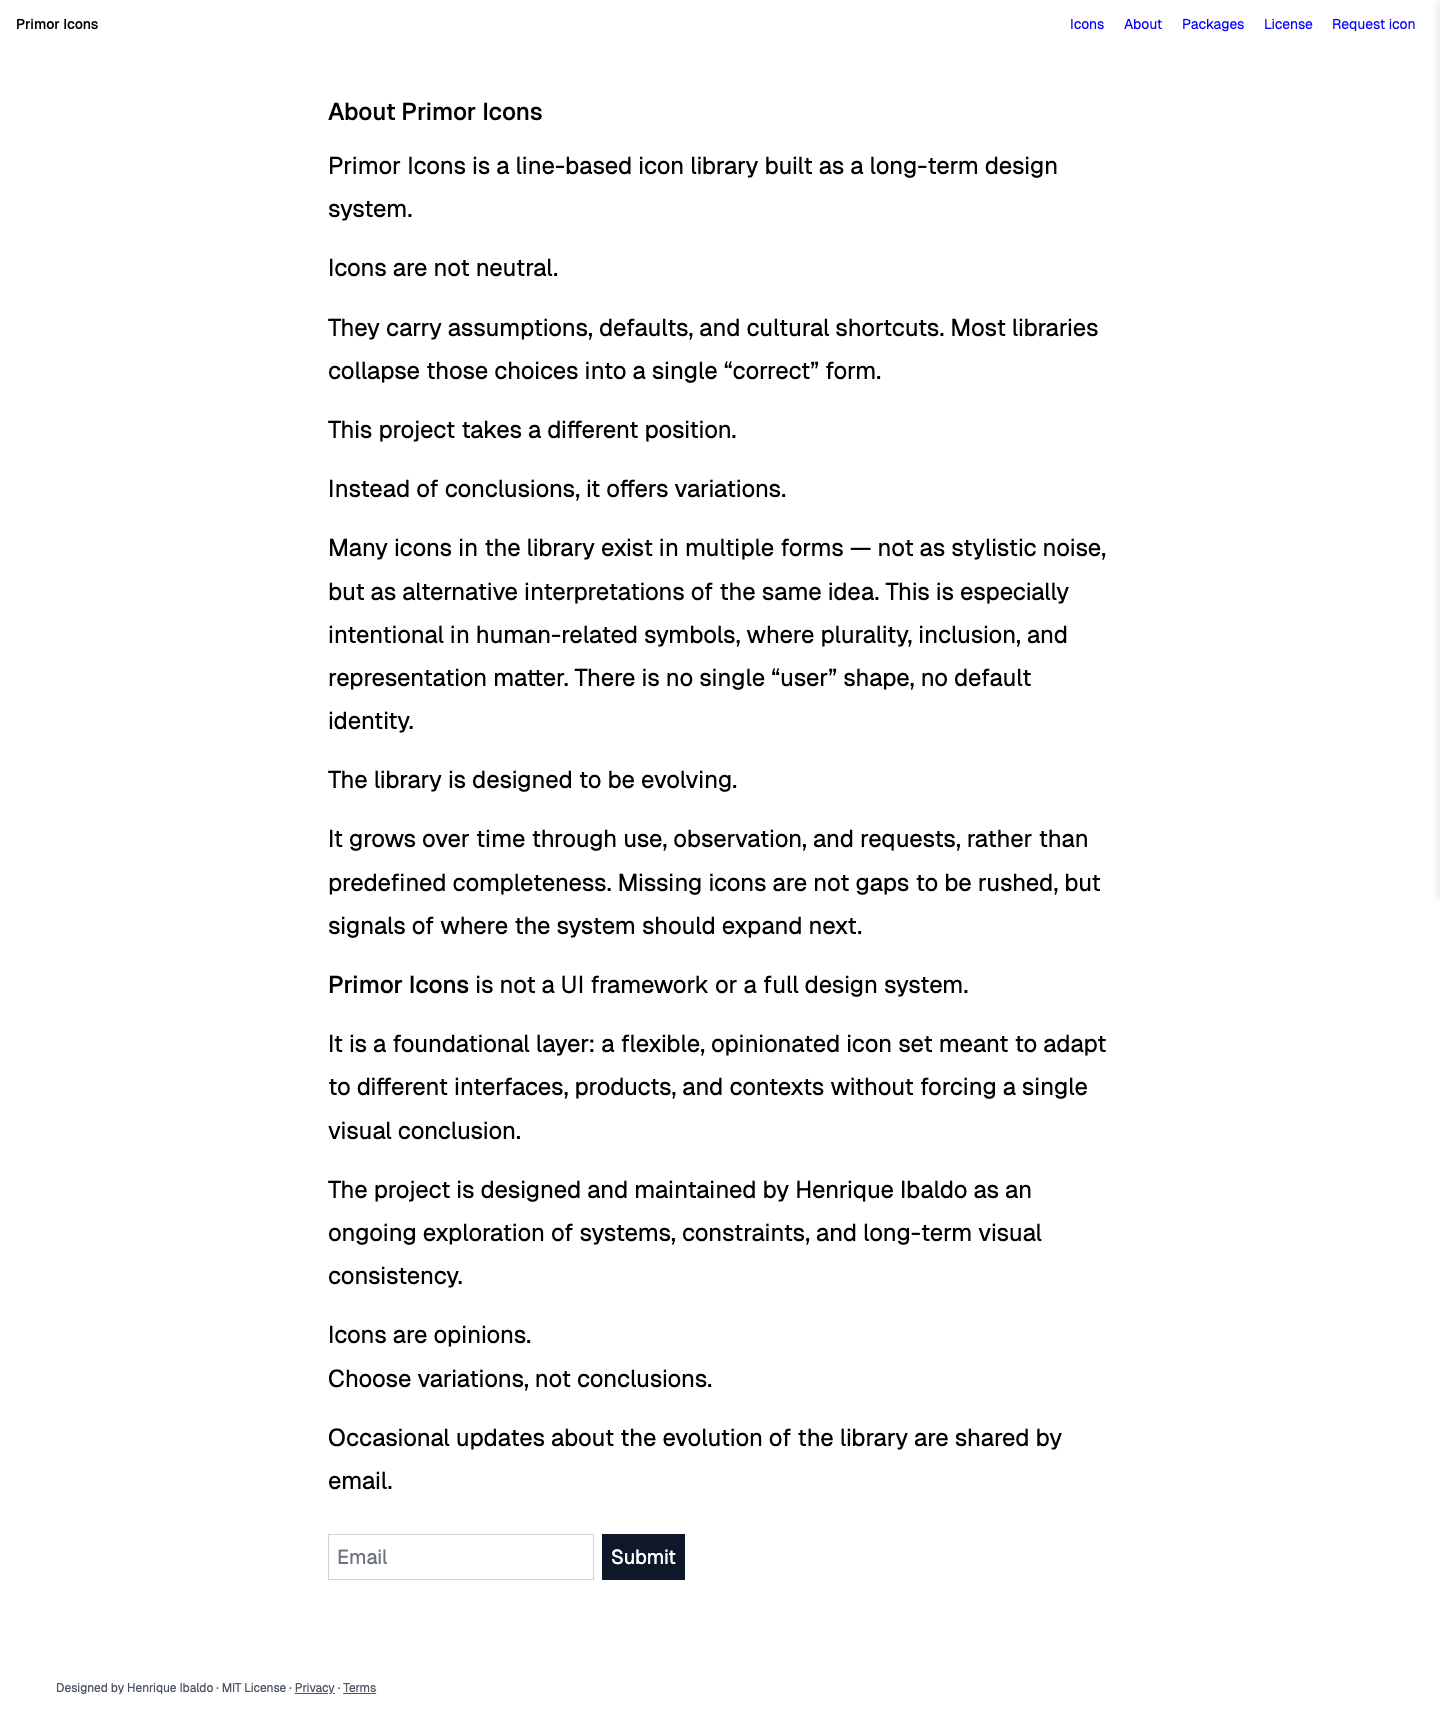 Primor Icons
Icons About Packages License Request icon
About Primor Icons
Primor Icons is a line-based icon library built as a long-term design
system.
Icons are not neutral.
They carry assumptions, defaults, and cultural shortcuts. Most libraries
collapse those choices into a single “correct” form.
This project takes a different position.
Instead of conclusions, it offers variations.
Many icons in the library exist in multiple forms — not as stylistic noise,
but as alternative interpretations of the same idea. This is especially
intentional in human-related symbols, where plurality, inclusion, and
representation matter. There is no single “user” shape, no default
identity.
The library is designed to be evolving.
It grows over time through use, observation, and requests, rather than
predefined completeness. Missing icons are not gaps to be rushed, but
signals of where the system should expand next.
Primor Icons is not a UI framework or a full design system.
It is a foundational layer: a flexible, opinionated icon set meant to adapt
to different interfaces, products, and contexts without forcing a single
visual conclusion.
The project is designed and maintained by Henrique Ibaldo as an
ongoing exploration of systems, constraints, and long-term visual
consistency.
Icons are opinions.
Choose variations, not conclusions.
Occasional updates about the evolution of the library are shared by
email.
Email Submit
Designed by Henrique Ibaldo · MIT License · Privacy · Terms